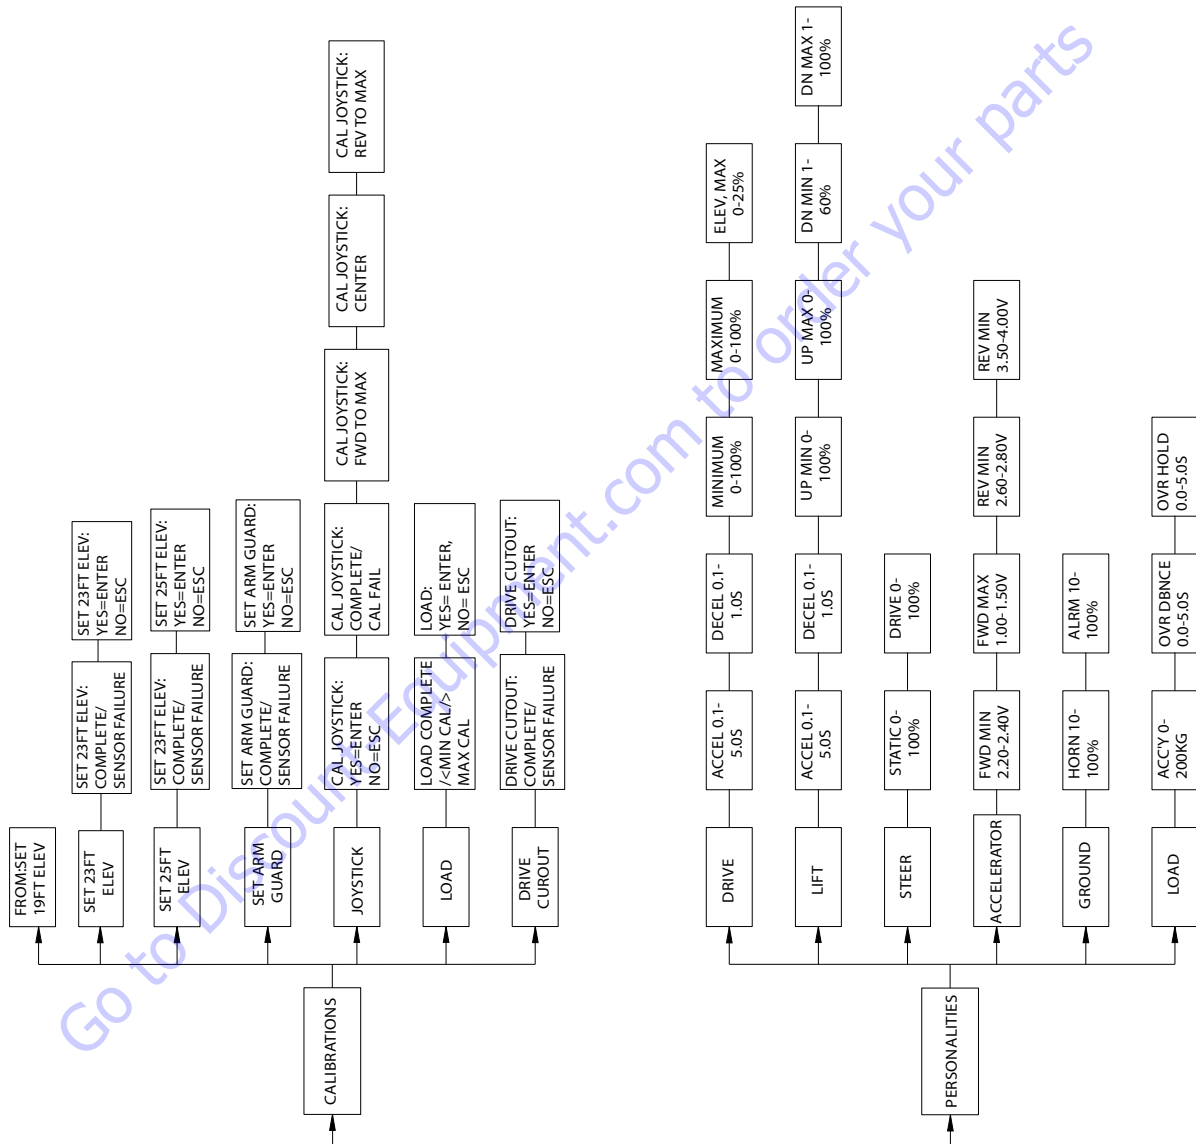 CALIBRATIONS
FROM:SET
19FT ELEV
SET 23FT
ELEV
SET 23FT ELEV:
COMPLETE/
SENSOR FAILURE
SET 23FT ELEV:
YES=ENTER
NO=ESC
SET 25FT
ELEV
SET 23FT ELEV:
COMPLETE/
SENSOR FAILURE
SET 25FT ELEV:
YES=ENTER
NO=ESC
SET ARM
GUARD
SET ARM GUARD:
COMPLETE/
SENSOR FAILURE
SET ARM GUARD:
YES=ENTER
NO=ESC
JOYSTICK
CAL JOYSTICK:
YES=ENTER
NO=ESC
CAL JOYSTICK:
COMPLETE/
CAL FAIL
CAL JOYSTICK:
FWD TO MAX
CAL JOYSTICK:
CENTER
CAL JOYSTICK:
REV TO MAX
LOAD
LOAD COMPLETE
/<MIN CAL/>
MAX CAL
LOAD:
YES= ENTER,
NO= ESC
DRIVE
CUROUT
DRIVE CUTOUT:
COMPLETE/
SENSOR FAILURE
DRIVE CUTOUT:
YES=ENTER
NO=ESC
PERSONALITIES
DRIVE
ACCEL 0.1-
5.0S
DECEL 0.1-
1.0S
MINIMUM
0-100%
MAXIMUM
0-100%
ELEV, MAX
0-25%
LIFT
ACCEL 0.1-
5.0S
DECEL 0.1-
1.0S
UP MIN 0-
100%
UP MAX 0-
100%
DN MIN 1-
60%
DN MAX 1-
100%
STEER
STATIC 0-
100%
DRIVE 0-
100%
ACCELERATOR
FWD MIN
2.20-2.40V
FWD MAX
1.00-1.50V
REV MIN
2.60-2.80V
REV MIN
3.50-4.00V
GROUND
HORN 10-
100%
ALRM 10-
100%
LOAD
ACC'Y 0-
200KG
OVR DBNCE
0.0-5.0S
OVR HOLD
0.0-5.0S
Go to Discount-Equipment.com to order your parts